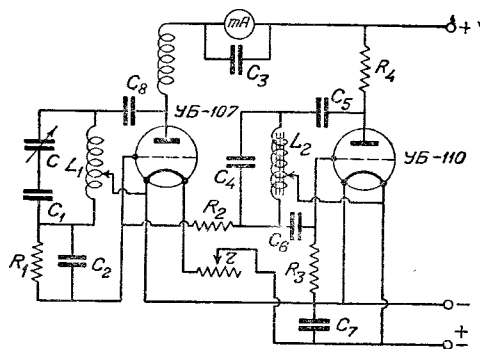 mA
+
C₃
R₄
C₈
УБ-107
C₅
C
L₁
C₄
L₂
УБ-110
C₁
R₂
C₆
R₁
C₂
τ
R₃
−
C₇
±